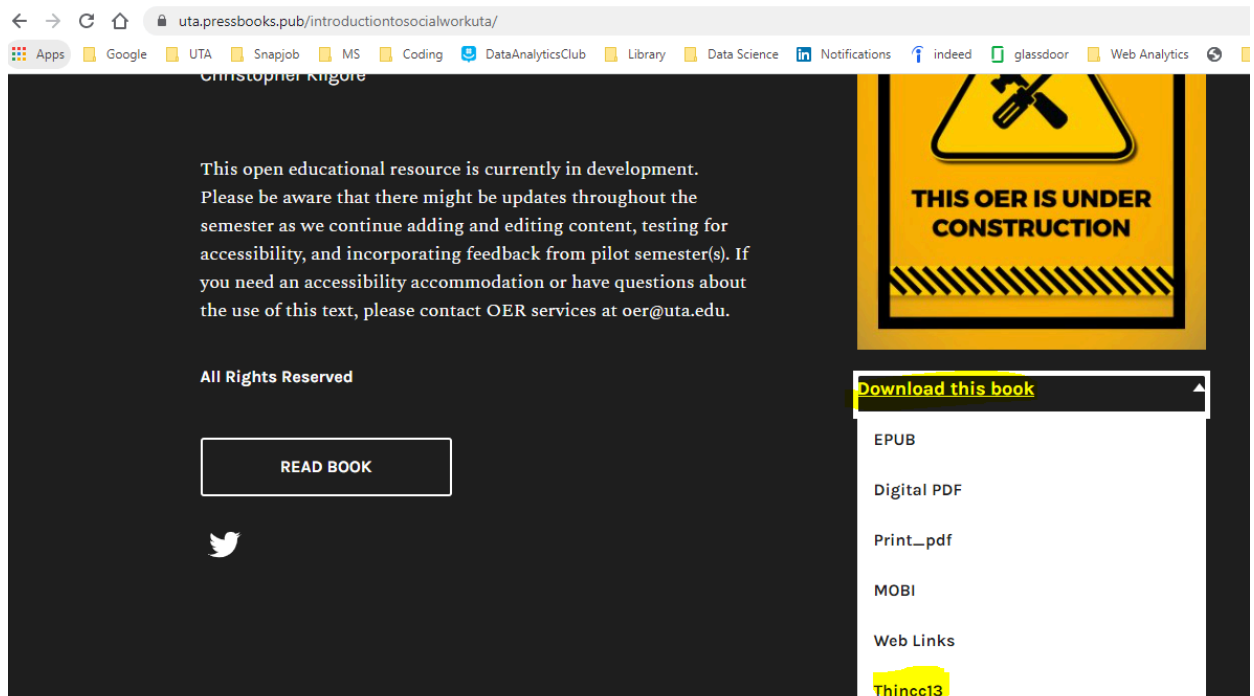 uta.pressbooks.pub/introductiontosocialworkuta/
Apps Google UTA Snapjob MS Coding DataAnalyticsClub Library Data Science Notifications indeed glassdoor Web Analytics
Christopher Kilgore
This open educational resource is currently in development.
Please be aware that there might be updates throughout the
semester as we continue adding and editing content, testing for
accessibility, and incorporating feedback from pilot semester(s). If
you need an accessibility accommodation or have questions about
the use of this text, please contact OER services at oer@uta.edu.
All Rights Reserved
READ BOOK
THIS OER IS UNDER
CONSTRUCTION
Download this book
EPUB
Digital PDF
Print_pdf
MOBI
Web Links
Thincc13